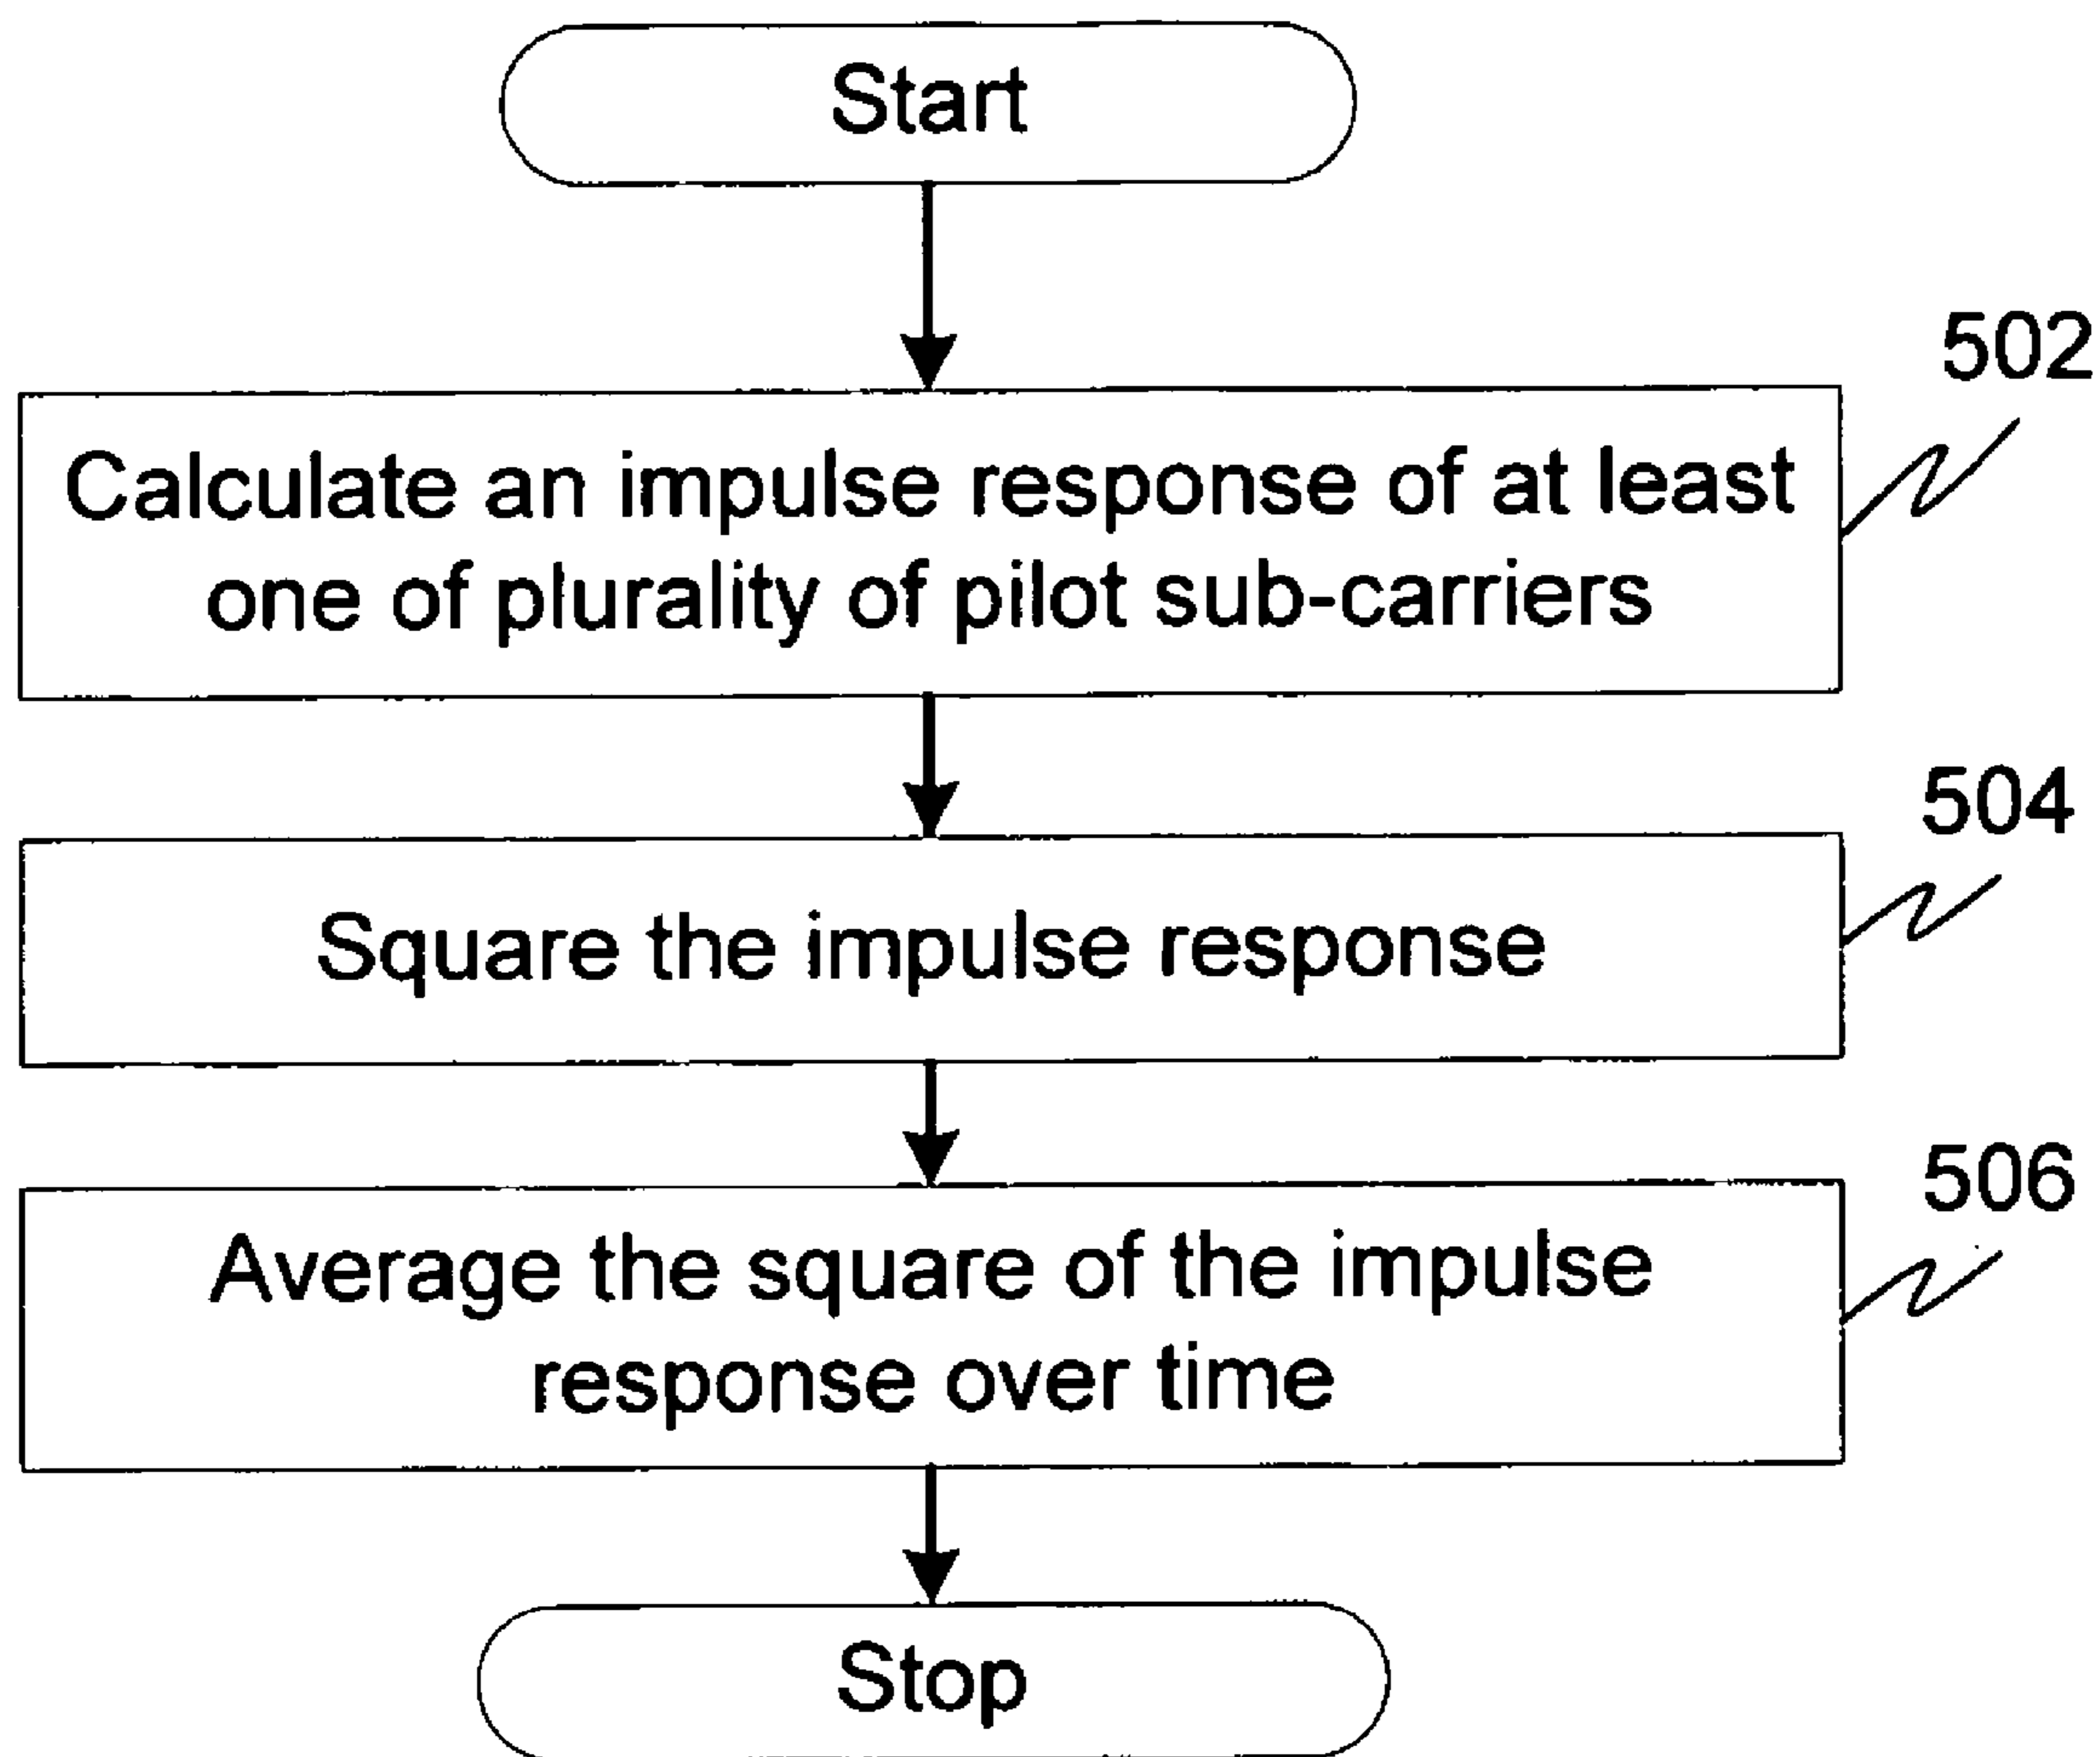 Start
502
Calculate an impulse response of at least
one of plurality of pilot sub-carriers
504
Square the impulse response
506
Average the square of the impulse
response over time
Stop